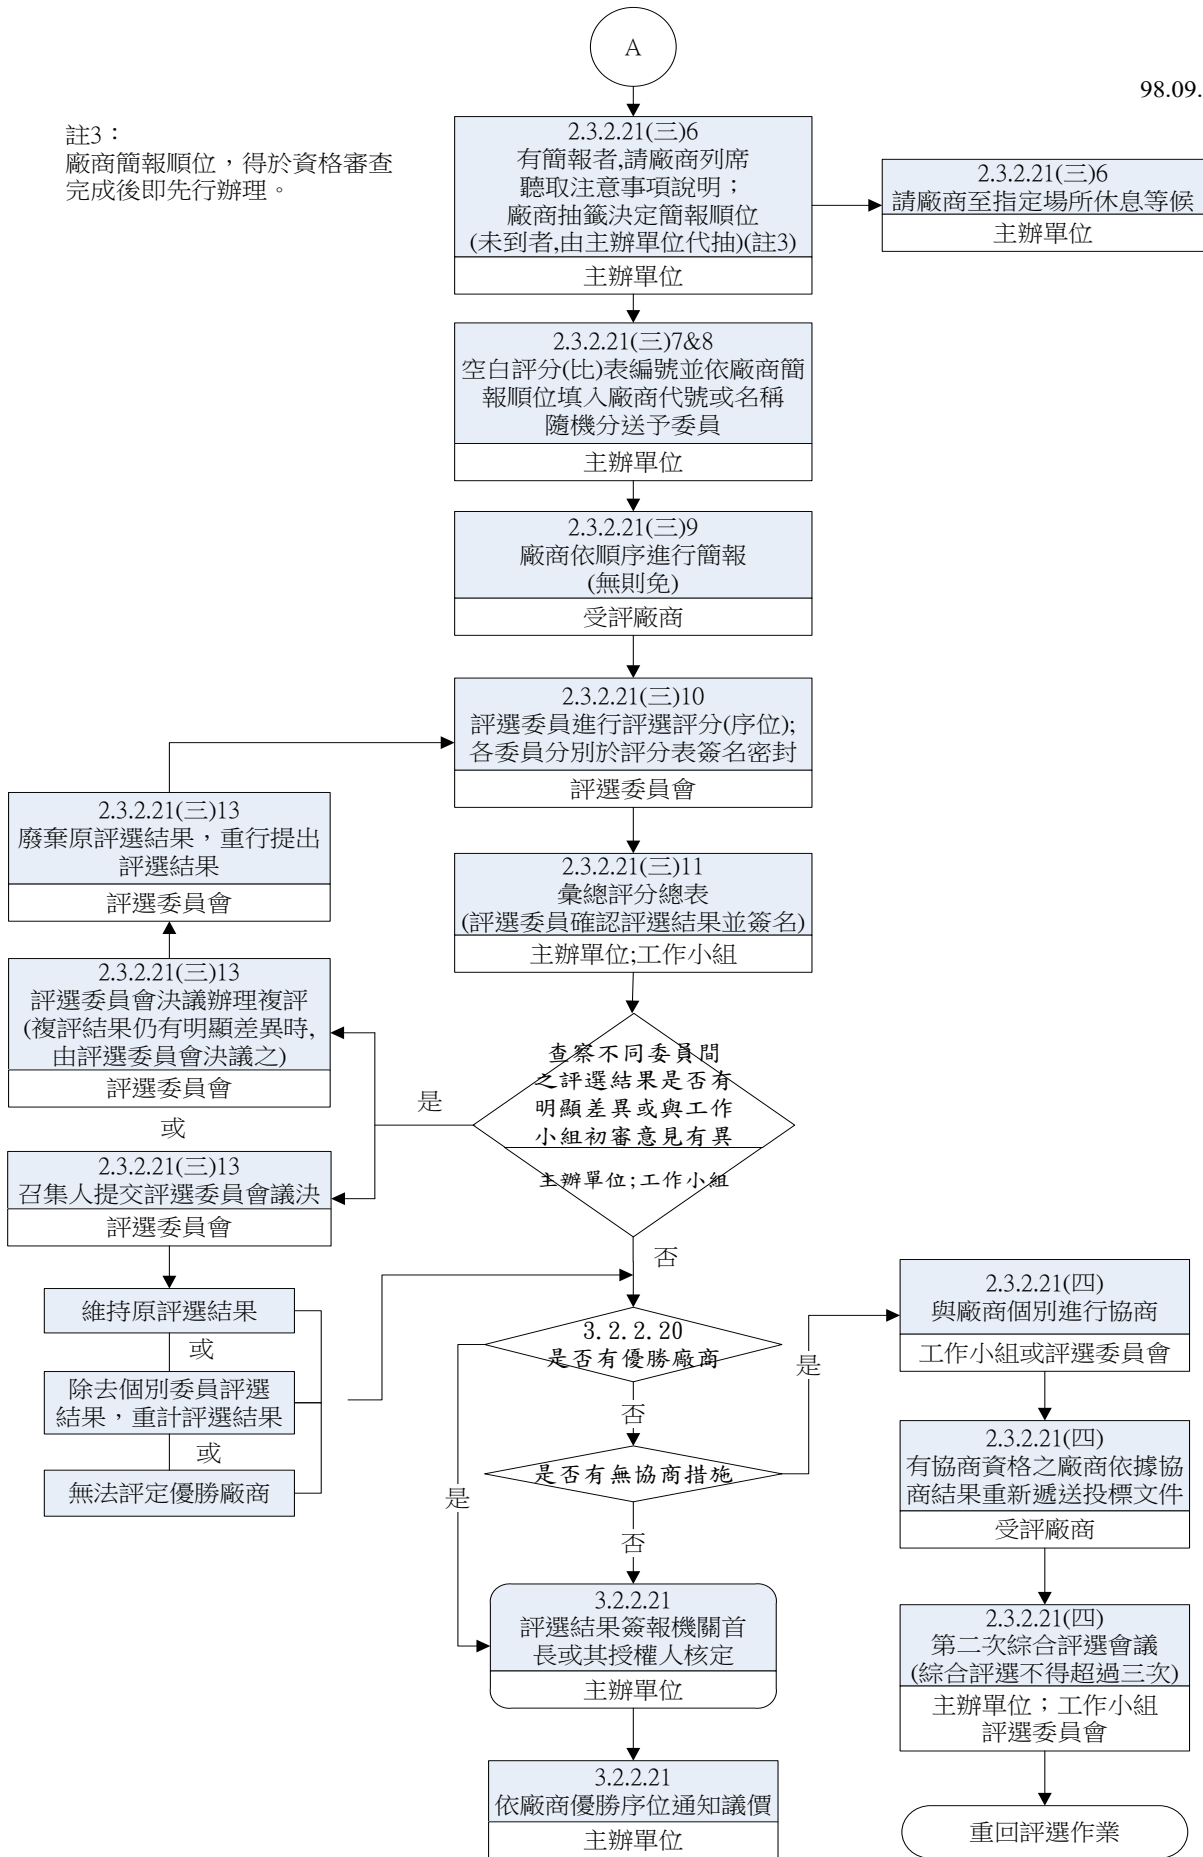 A
98.09.
註3：
廠商簡報順位，得於資格審查
完成後即先行辦理。
2.3.2.21(三)6
有簡報者,請廠商列席
聽取注意事項說明；
廠商抽籤決定簡報順位
(未到者,由主辦單位代抽)(註3)
主辦單位
2.3.2.21(三)6
請廠商至指定場所休息等候
主辦單位
2.3.2.21(三)7&8
空白評分(比)表編號並依廠商簡
報順位填入廠商代號或名稱
隨機分送予委員
主辦單位
2.3.2.21(三)9
廠商依順序進行簡報
(無則免)
受評廠商
2.3.2.21(三)10
評選委員進行評選評分(序位);
各委員分別於評分表簽名密封
評選委員會
2.3.2.21(三)13
廢棄原評選結果，重行提出
評選結果
評選委員會
2.3.2.21(三)11
彙總評分總表
(評選委員確認評選結果並簽名)
主辦單位;工作小組
2.3.2.21(三)13
評選委員會決議辦理複評
(複評結果仍有明顯差異時,
由評選委員會決議之)
評選委員會
或
是
查察不同委員間
之評選結果是否有
明顯差異或與工作
小組初審意見有異
主辦單位;工作小組
2.3.2.21(三)13
召集人提交評選委員會議決
評選委員會
否
維持原評選結果
或
除去個別委員評選
結果，重計評選結果
或
無法評定優勝廠商
3.2.2.20
是否有優勝廠商
是
否
是否有無協商措施
是
否
2.3.2.21(四)
與廠商個別進行協商
工作小組或評選委員會
2.3.2.21(四)
有協商資格之廠商依據協
商結果重新遞送投標文件
受評廠商
3.2.2.21
評選結果簽報機關首
長或其授權人核定
主辦單位
2.3.2.21(四)
第二次綜合評選會議
(綜合評選不得超過三次)
主辦單位；工作小組
評選委員會
3.2.2.21
依廠商優勝序位通知議價
主辦單位
重回評選作業